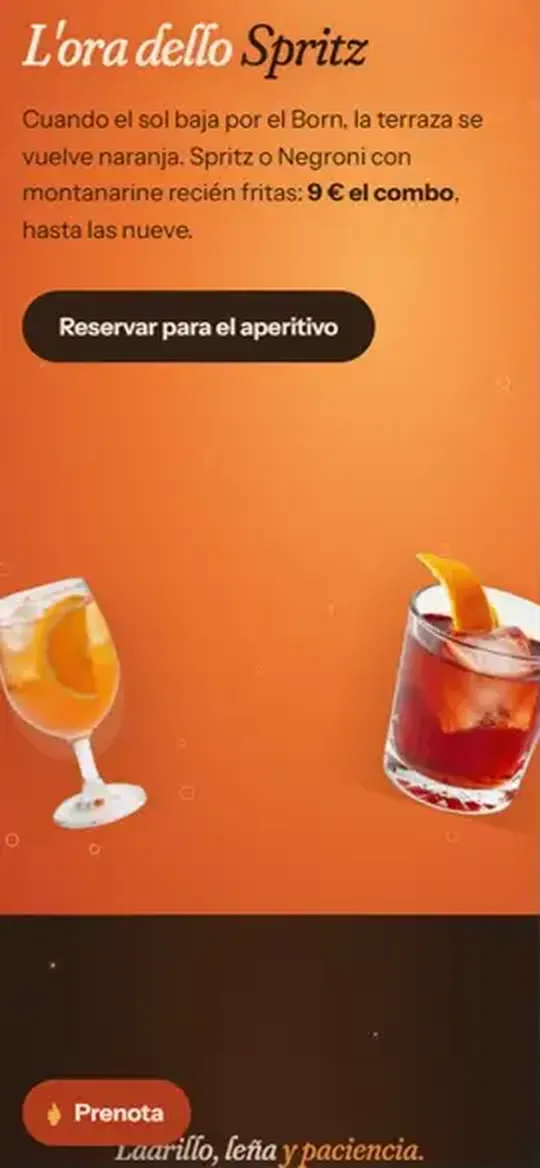 L'ora dello Spritz
Cuando el sol baja por el Born, la terraza se
vuelve naranja. Spritz o Negroni con
montanarine recién fritas: 9 € el combo,
hasta las nueve.
Reservar para el aperitivo
Prenota
Ladrillo, leña y paciencia.